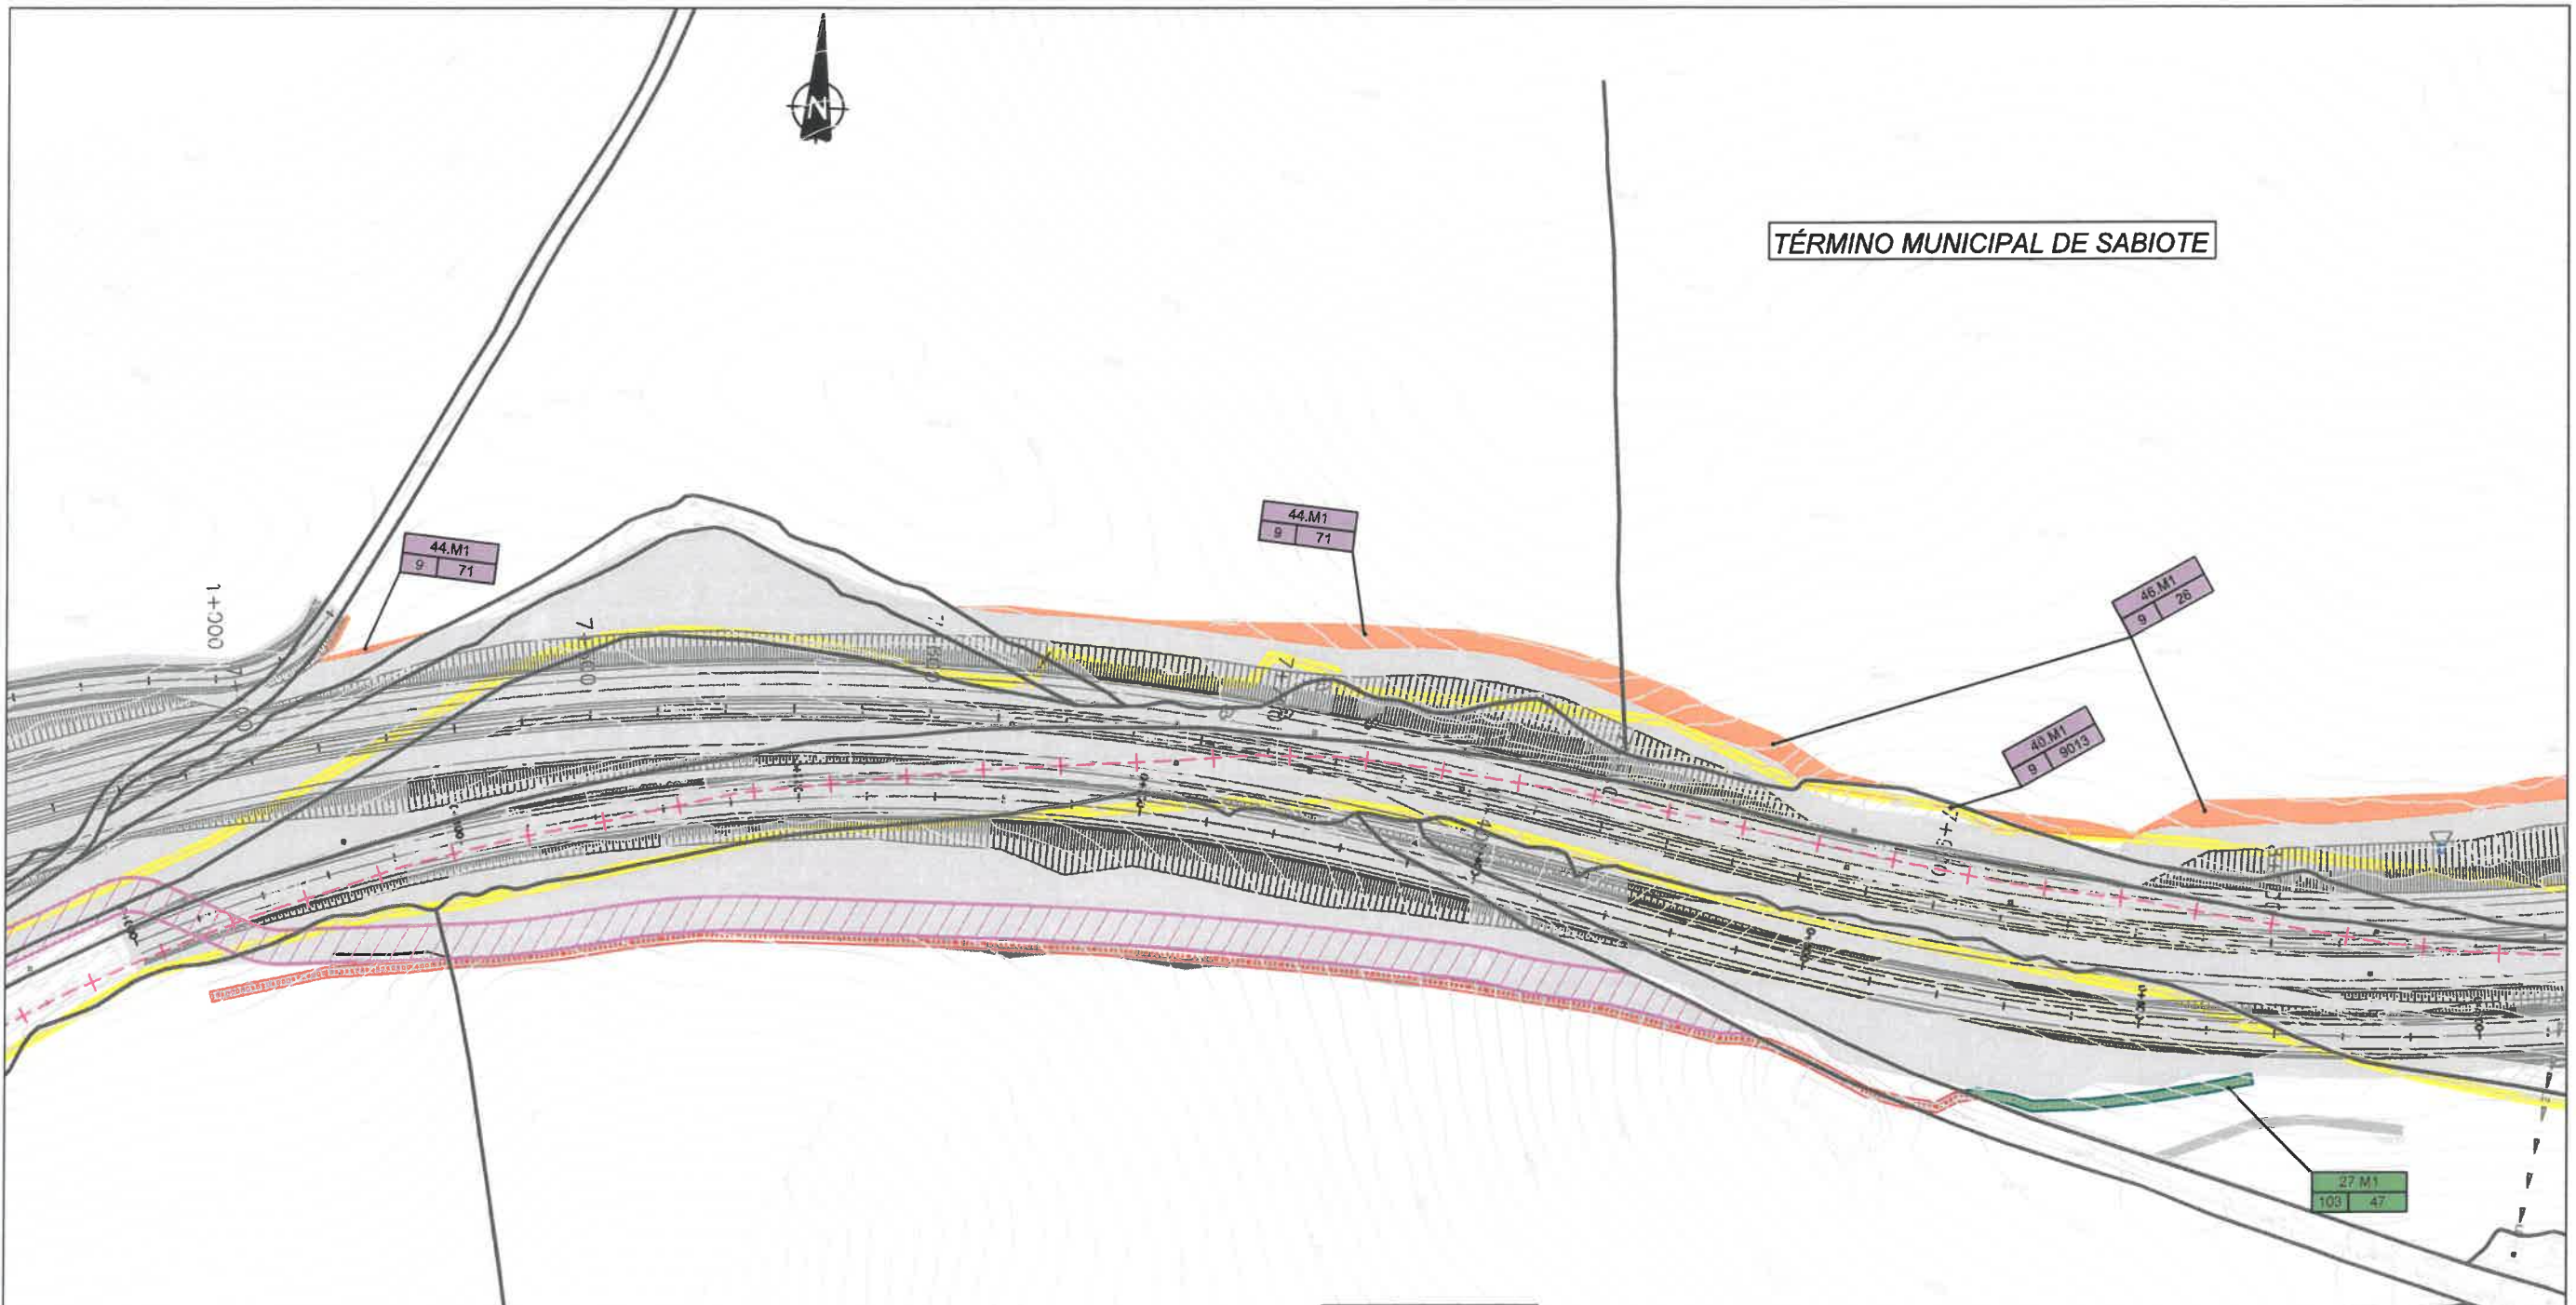 N
TÉRMINO MUNICIPAL DE SABIOTE
44.M1
9 71
44.M1
9 71
46.M1
9 26
1+000
40.M1
9 9013
27 M1
103 47